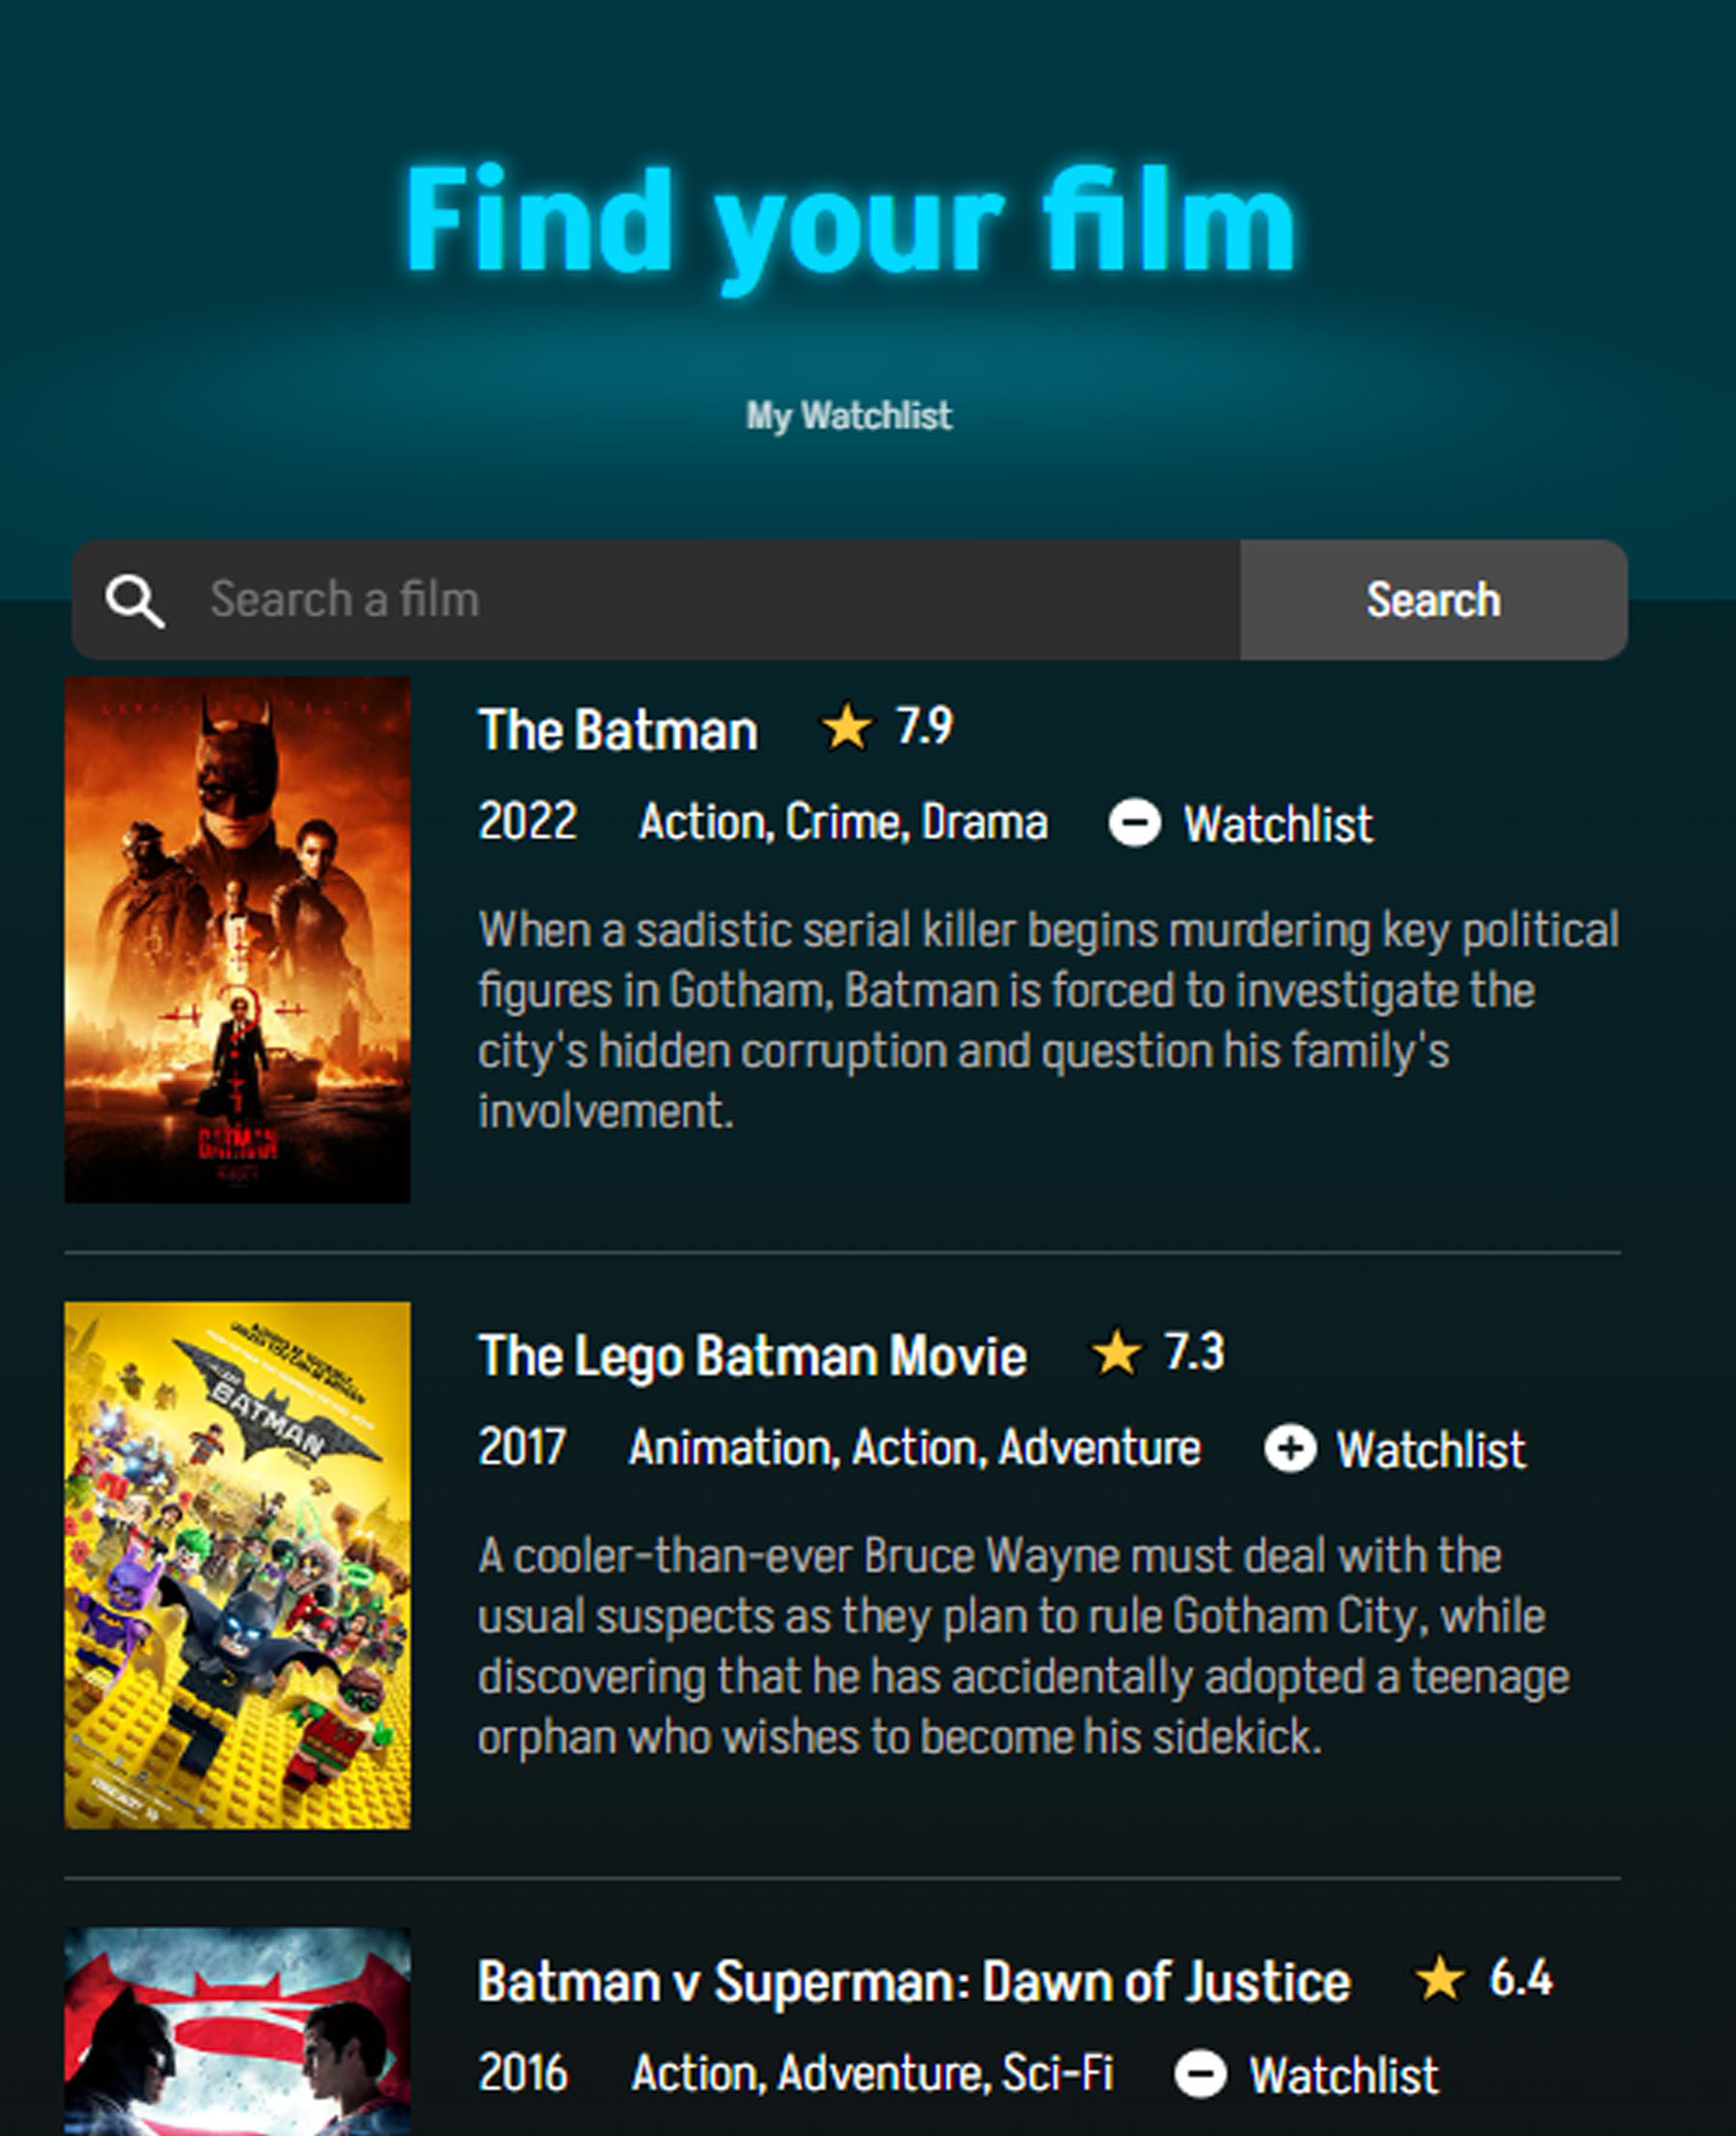 Find your film
My Watchlist
Search a film
Search
The Batman 7.9
2022 Action, Crime, Drama Watchlist
When a sadistic serial killer begins murdering key political
figures in Gotham, Batman is forced to investigate the
city's hidden corruption and question his family's
involvement.
BATMAN
The Lego Batman Movie 7.3
2017 Animation, Action, Adventure Watchlist
A cooler-than-ever Bruce Wayne must deal with the
usual suspects as they plan to rule Gotham City, while
discovering that he has accidentally adopted a teenage
orphan who wishes to become his sidekick.
BATMAN
Batman v Superman: Dawn of Justice 6.4
2016 Action, Adventure, Sci-Fi Watchlist